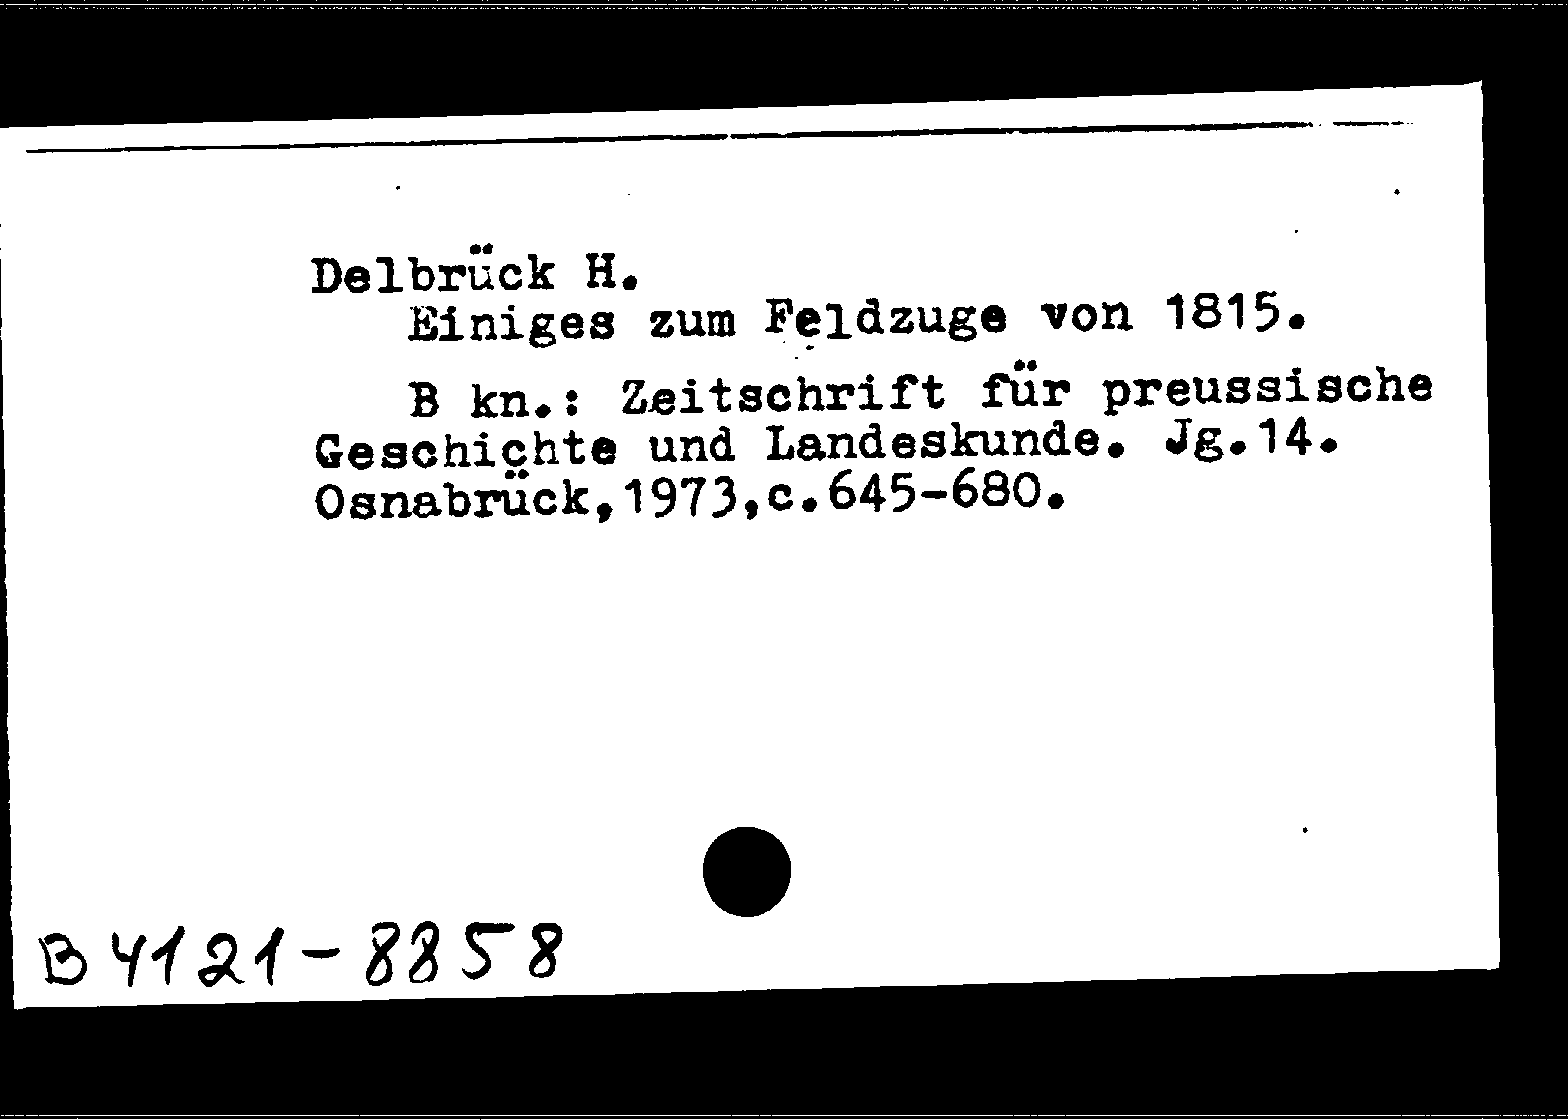 Delbrück H.
Einiges zum Feldzuge von 1815.
B kn.: Zeitschrift für preussische
Geschichte und Landeskunde. Jg.14.
Osnabrück,1973,c.645-680.
B 4121-8858